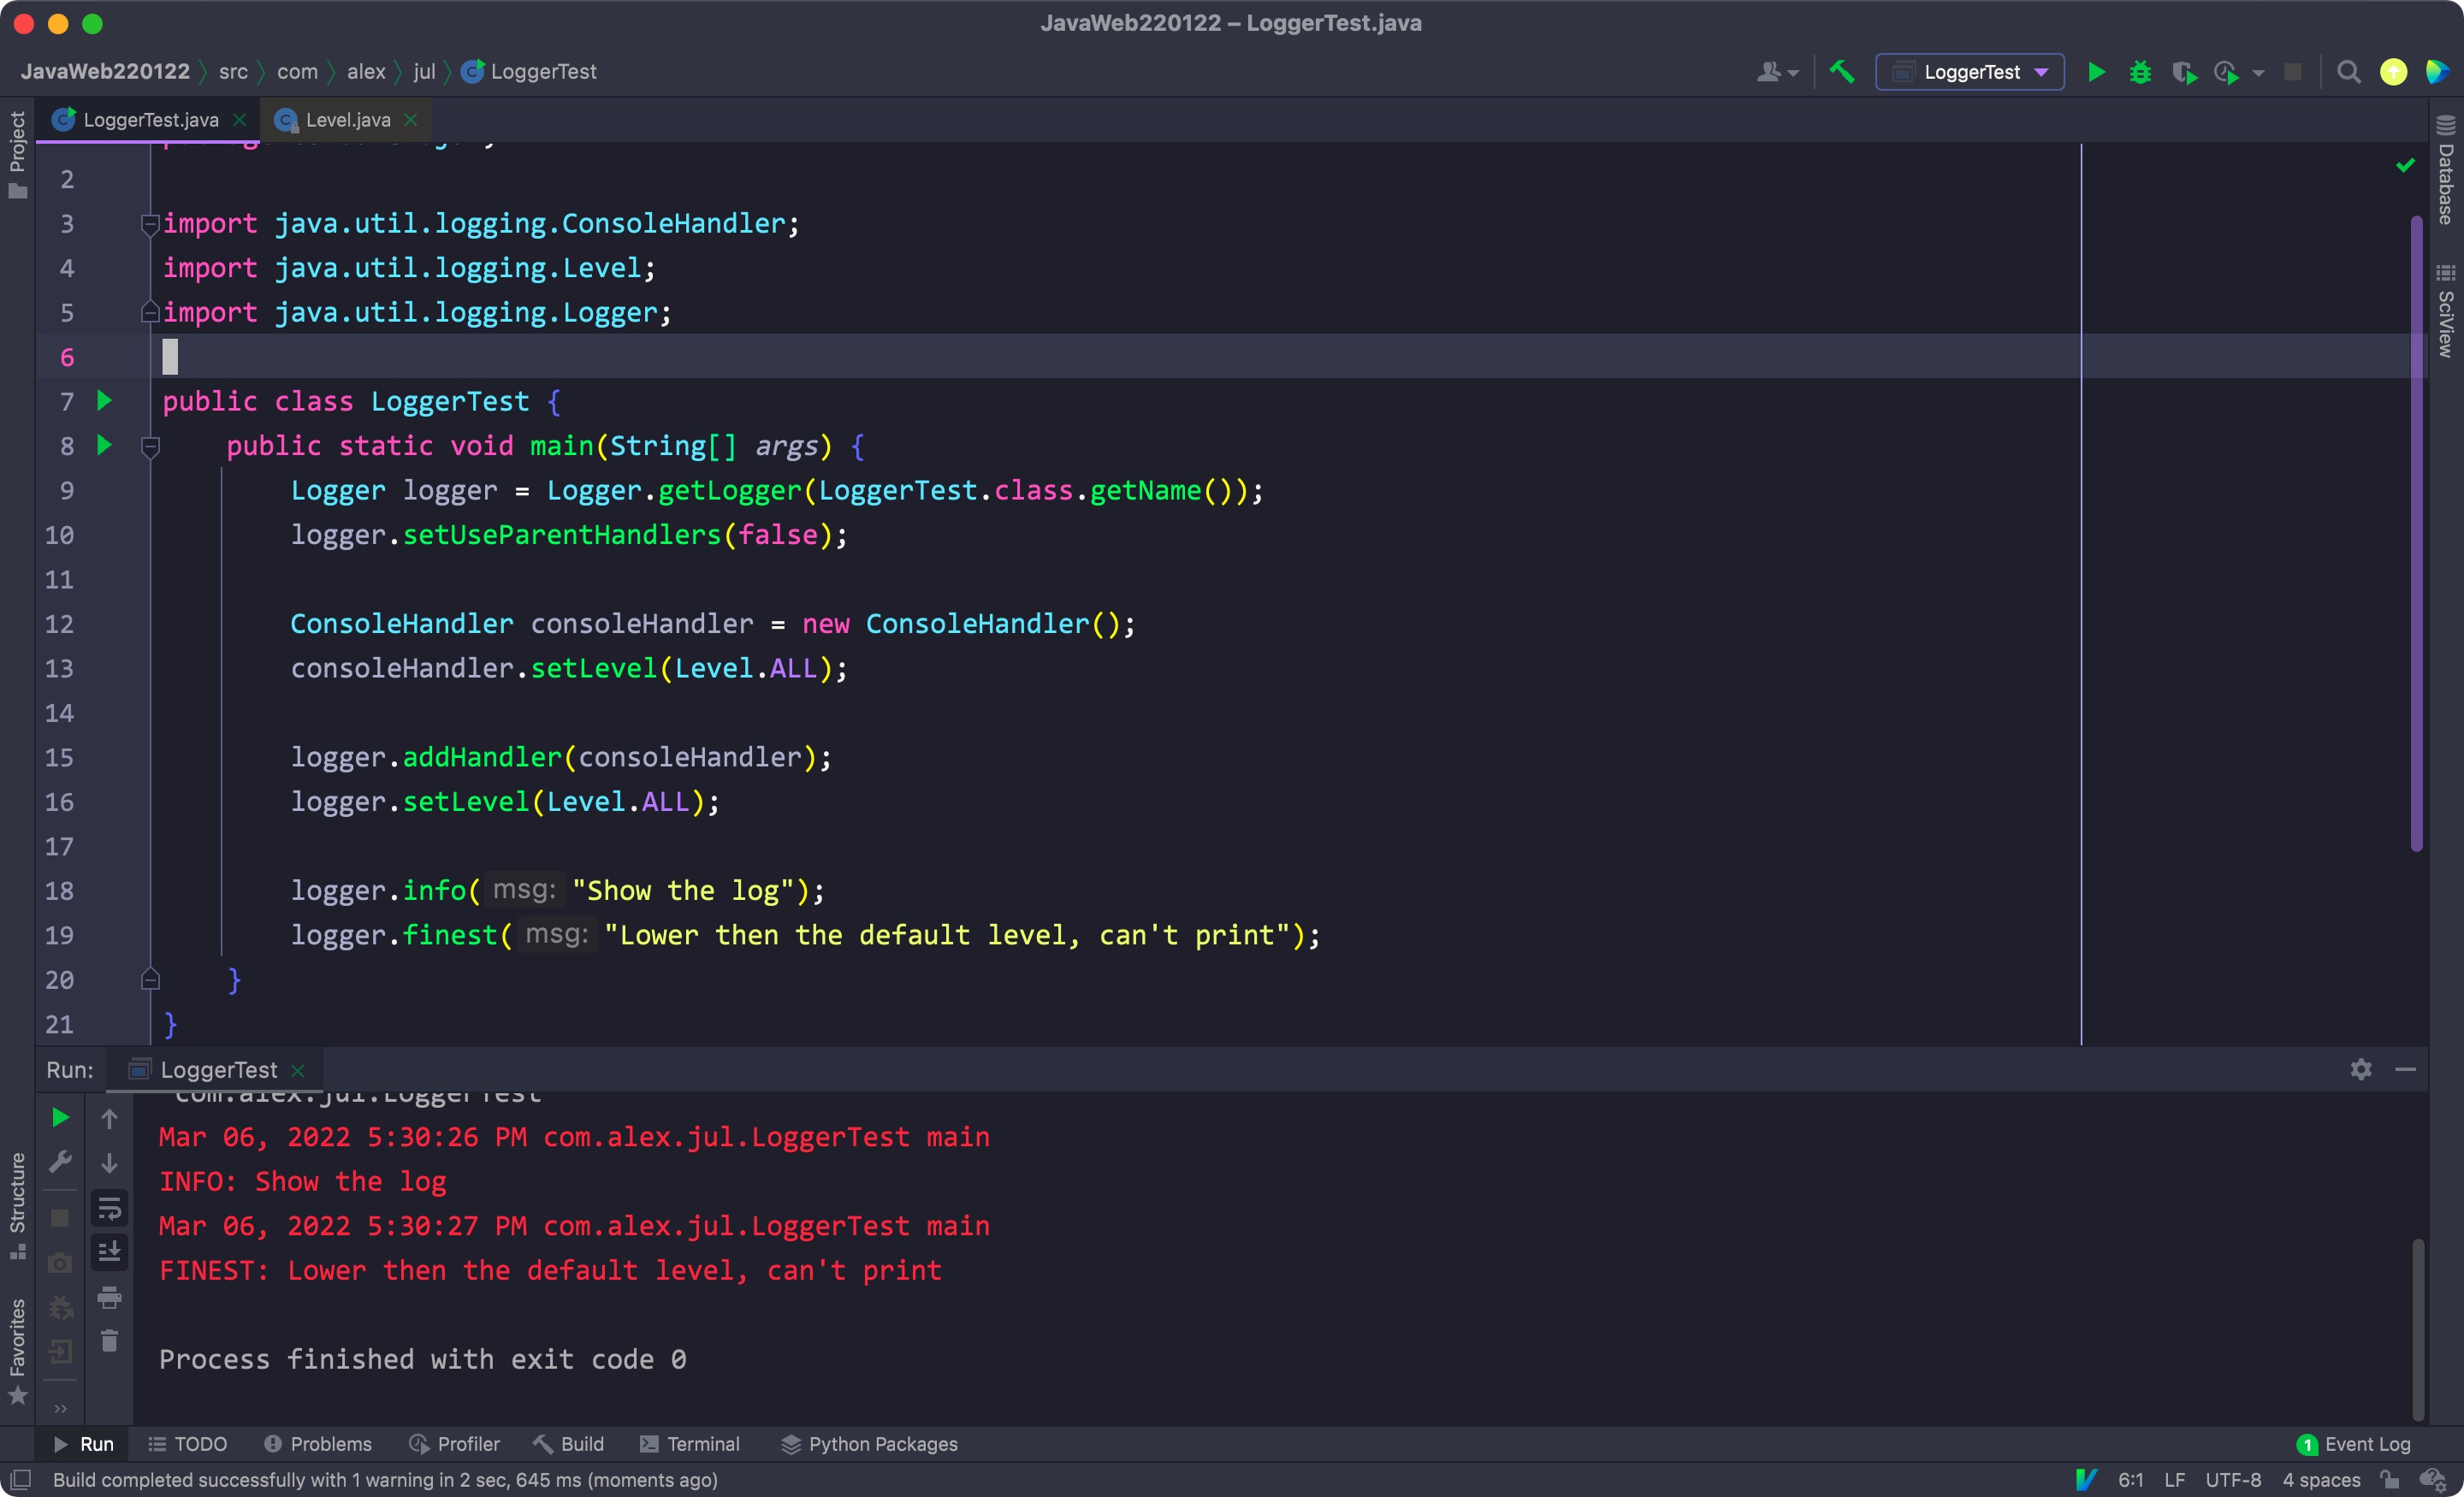 JavaWeb220122 – LoggerTest.java
JavaWeb220122 src com alex jul LoggerTest
LoggerTest
Project
LoggerTest.java
Level.java
Database
SciView
2
3 import java.util.logging.ConsoleHandler;
4 import java.util.logging.Level;
5 import java.util.logging.Logger;
6
7 public class LoggerTest {
8 public static void main(String[] args) {
9 Logger logger = Logger.getLogger(LoggerTest.class.getName());
10 logger.setUseParentHandlers(false);
11
12 ConsoleHandler consoleHandler = new ConsoleHandler();
13 consoleHandler.setLevel(Level.ALL);
14
15 logger.addHandler(consoleHandler);
16 logger.setLevel(Level.ALL);
17
18 logger.info( msg: "Show the log");
19 logger.finest( msg: "Lower then the default level, can't print");
20 }
21 }
Run: LoggerTest
com.alex.jul.LoggerTest
Mar 06, 2022 5:30:26 PM com.alex.jul.LoggerTest main
INFO: Show the log
Mar 06, 2022 5:30:27 PM com.alex.jul.LoggerTest main
FINEST: Lower then the default level, can't print
Process finished with exit code 0
Structure
Favorites
Run TODO Problems Profiler Build Terminal Python Packages 1 Event Log
Build completed successfully with 1 warning in 2 sec, 645 ms (moments ago) 6:1 LF UTF-8 4 spaces